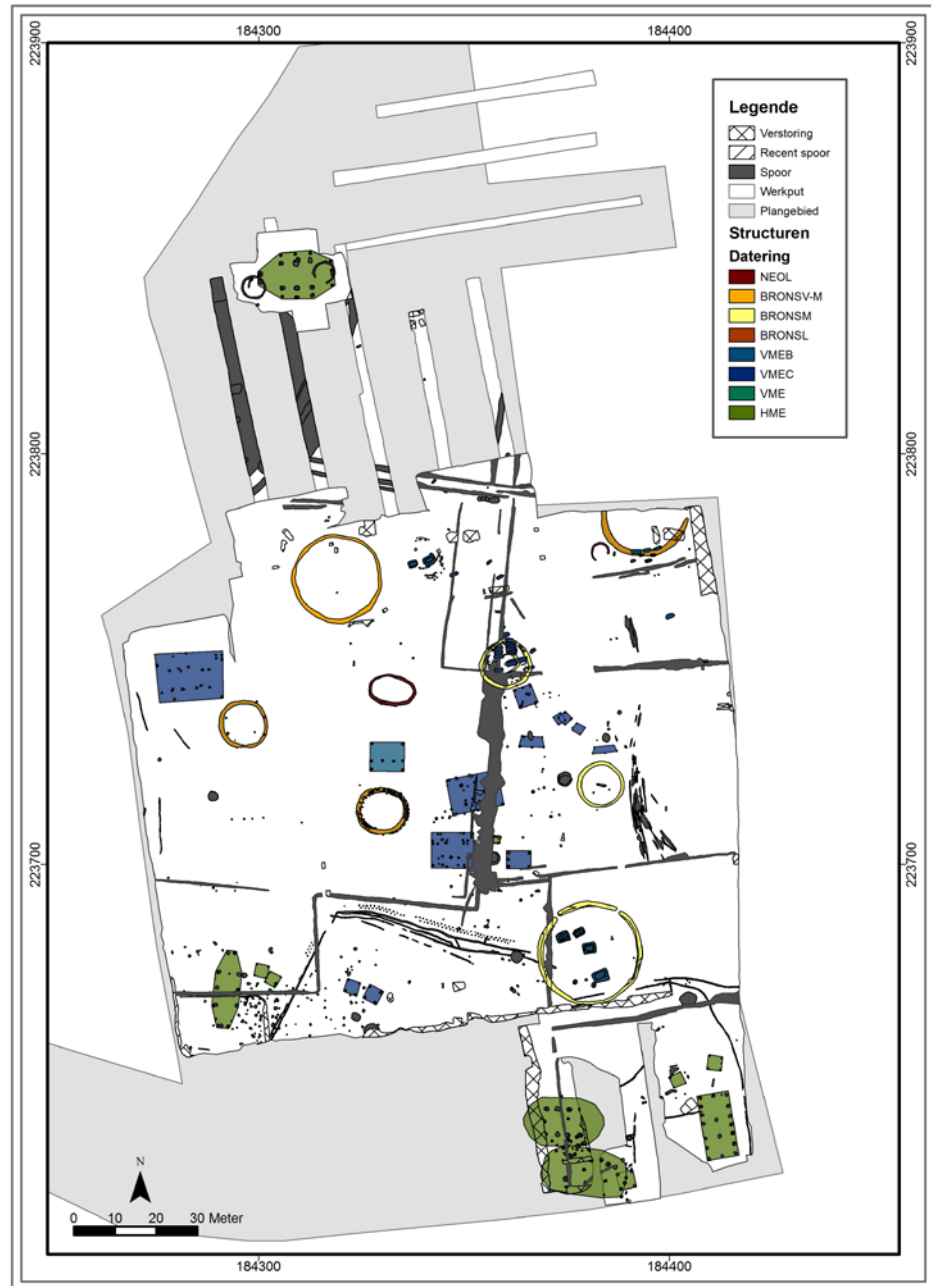 184300
184400
223900
223900
Legende
Verstoring
Recent spoor
Spoor
Werkput
Plangebied
Structuren
Datering
NEOL
BRONSV-M
BRONSM
BRONSL
VMEB
VMEC
VME
HME
223800
223800
223700
223700
N
0 10 20 30 Meter
184300
184400